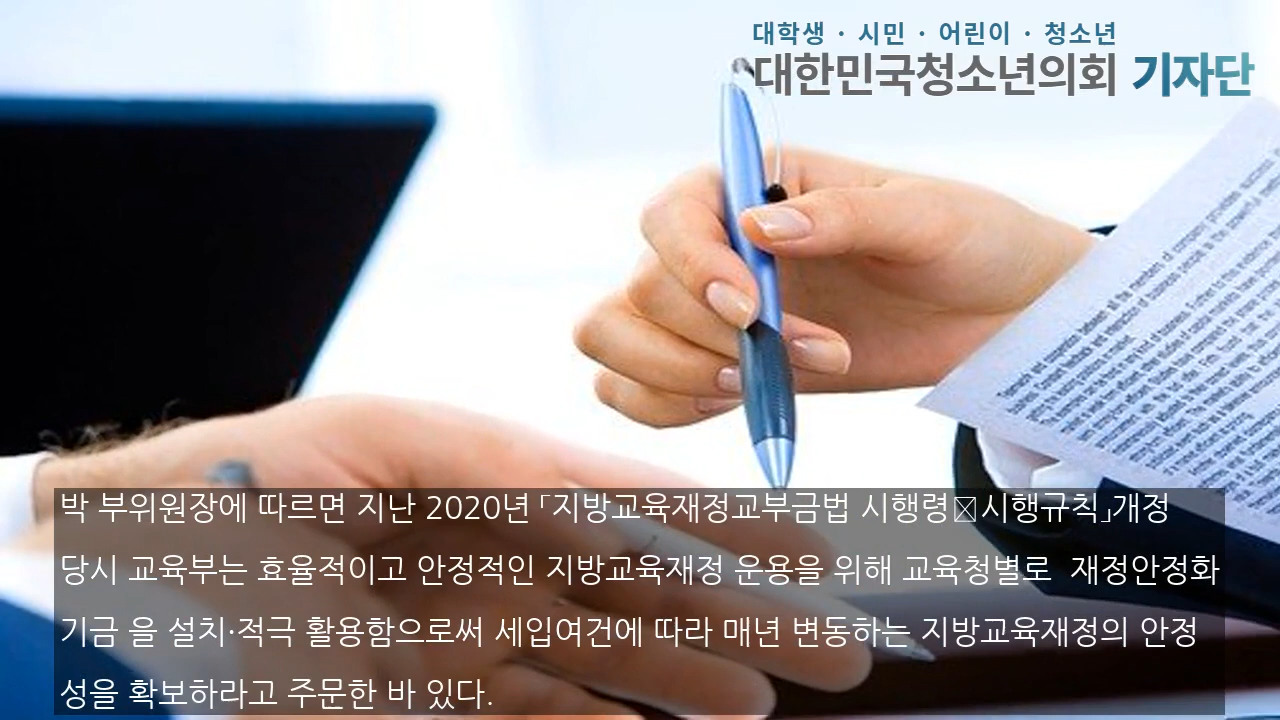 대학생 · 시민 · 어린이 · 청소년
대한민국청소년의회 기자단
members of company provides
박 부위원장에 따르면 지난 2020년 「지방교육재정교부금법 시행령시행규칙」개정
당시 교육부는 효율적이고 안정적인 지방교육재정 운용을 위해 교육청별로 재정안정화
기금 을 설치·적극 활용함으로써 세입여건에 따라 매년 변동하는 지방교육재정의 안정
성을 확보하라고 주문한 바 있다.